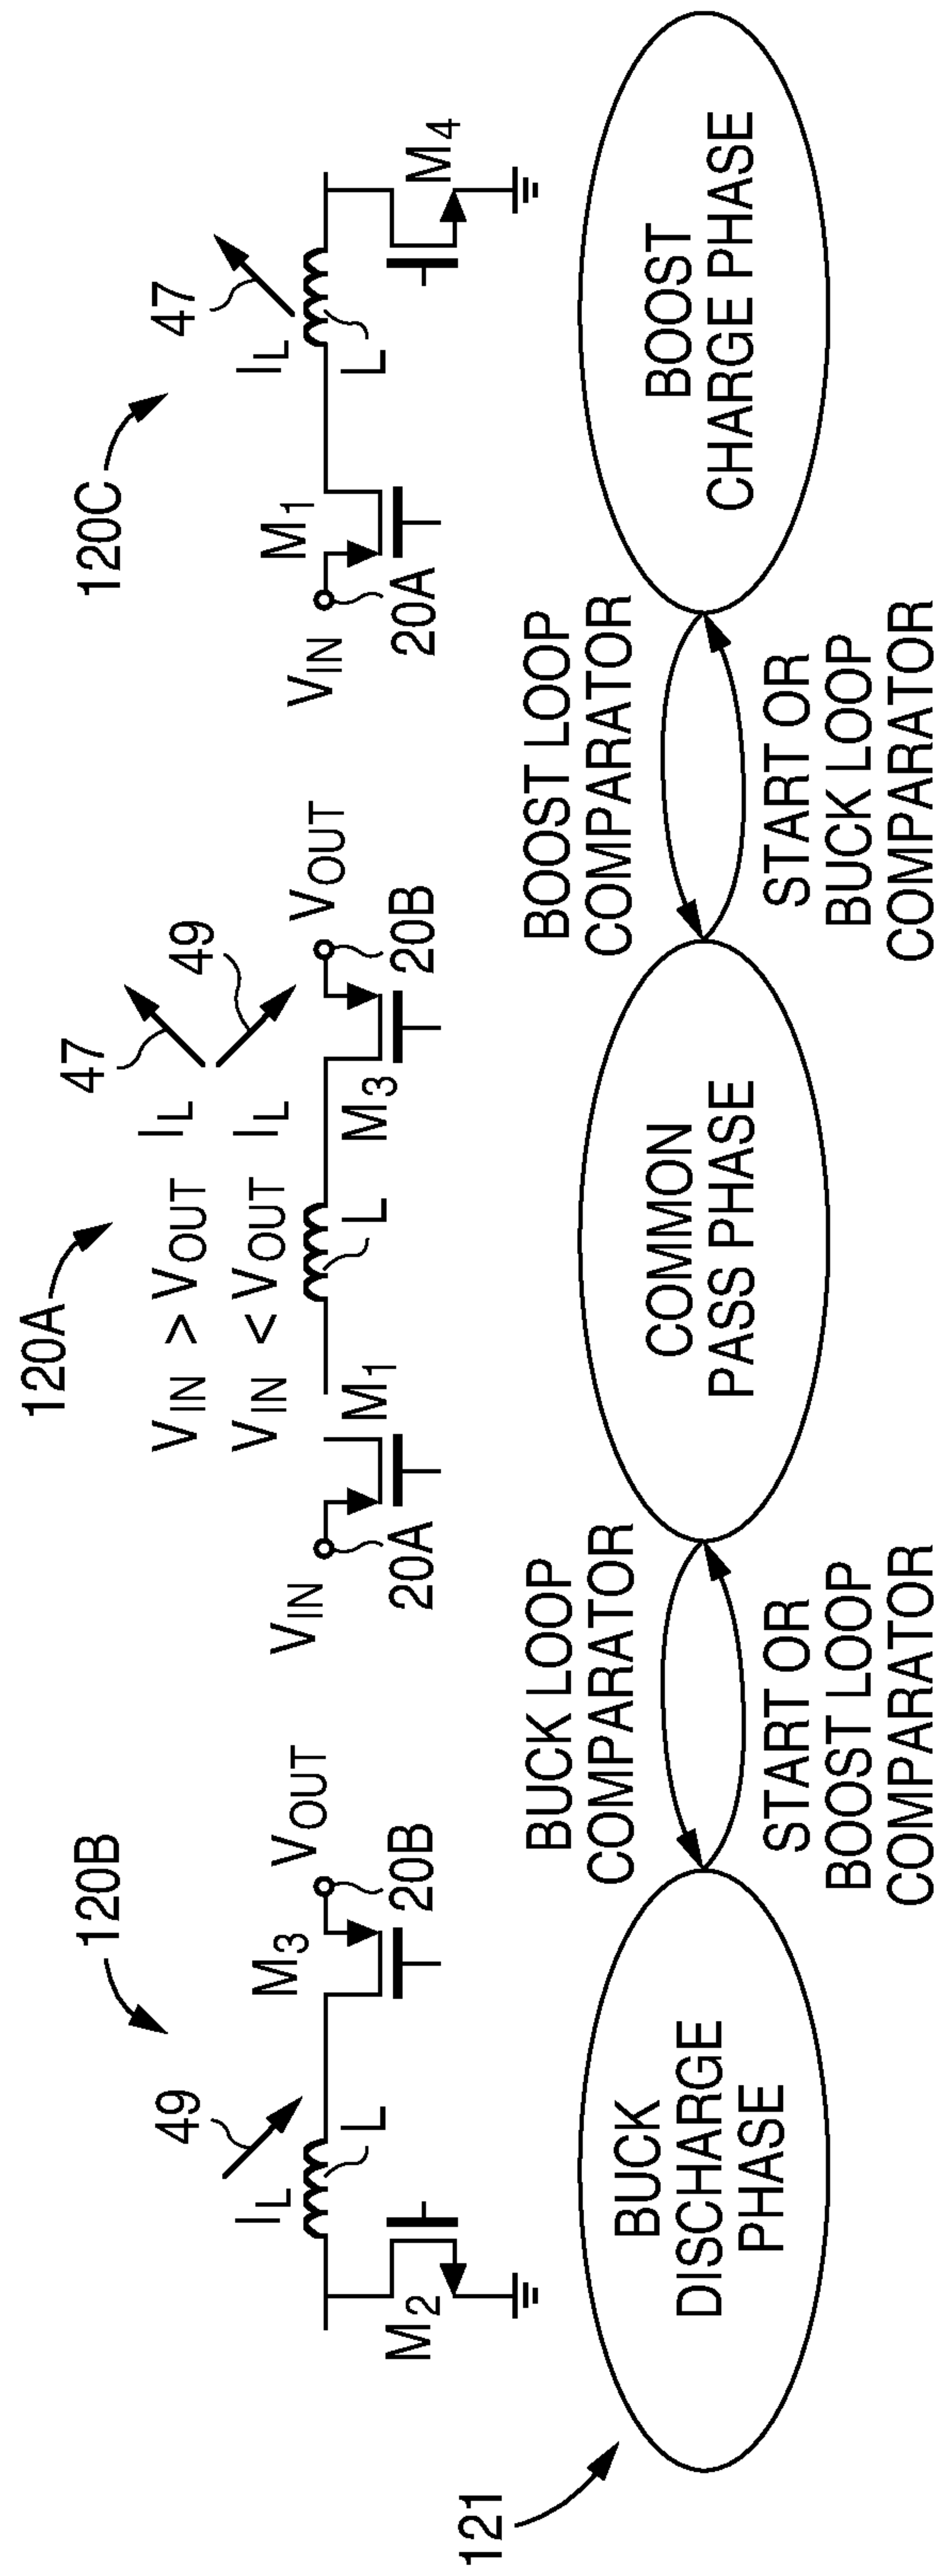 120B
49
I_L
L
M_2
M_3
V_OUT
20B
120A
V_IN > V_OUT I_L
V_IN < V_OUT I_L
47
49
V_IN
20A
M_1
L
M_3
V_OUT
20B
120C
47
I_L
L
V_IN
20A
M_1
M_4
121
BUCK
DISCHARGE
PHASE
BUCK LOOP
COMPARATOR
START OR
BOOST LOOP
COMPARATOR
COMMON
PASS PHASE
BOOST LOOP
COMPARATOR
START OR
BUCK LOOP
COMPARATOR
BOOST
CHARGE PHASE